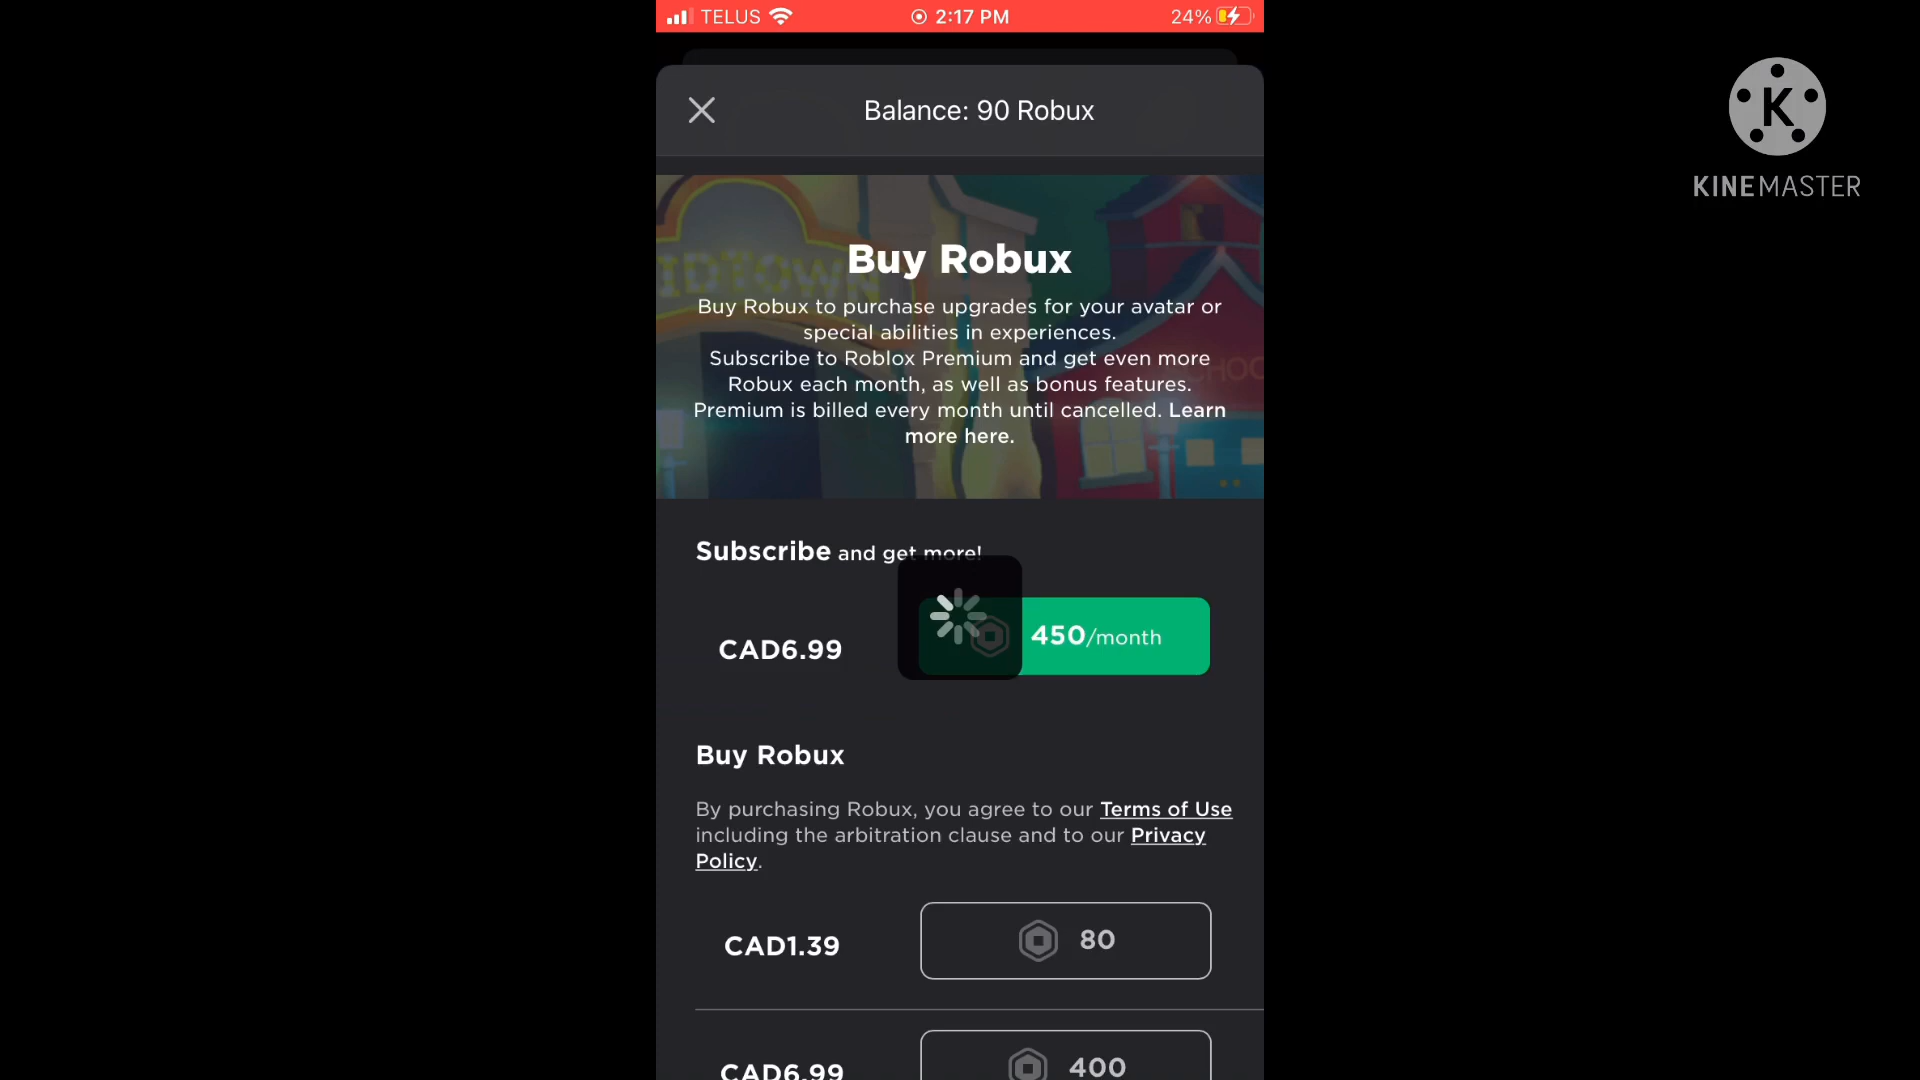 TELUS 2:17 PM 24%
Balance: 90 Robux
K
KINEMASTER
IDTOWN
Buy Robux
Buy Robux to purchase upgrades for your avatar or
special abilities in experiences.
Subscribe to Roblox Premium and get even more
Robux each month, as well as bonus features.
Premium is billed every month until cancelled. Learn
more here.
Subscribe and get more!
CAD6.99 450/month
Buy Robux
By purchasing Robux, you agree to our Terms of Use
including the arbitration clause and to our Privacy
Policy.
CAD1.39 80
CAD6.99 400